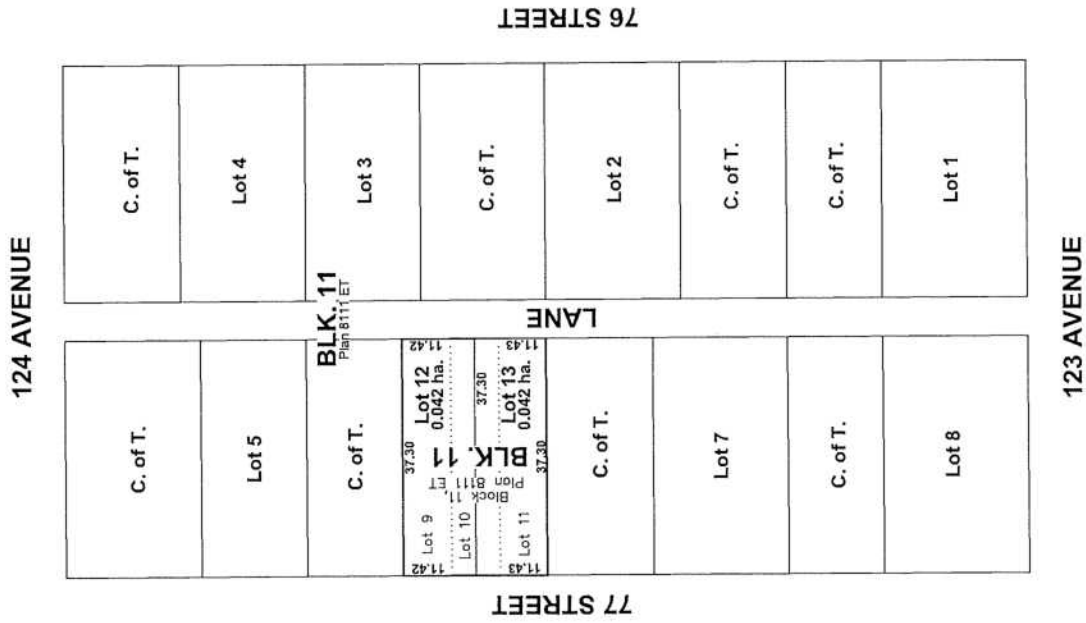 76 STREET
124 AVENUE
C. of T.
Lot 4
Lot 3
C. of T.
Lot 2
C. of T.
C. of T.
Lot 1
BLK. 11
Plan 8111 ET
LANE
C. of T.
Lot 5
C. of T.
37.30
Lot 12
0.042 ha.
11.42
11.42
37.30
Lot 13
0.042 ha.
11.43
11.43
37.30
BLK. 11
Block 11,
Plan 8111 ET
Lot 9
Lot 10
Lot 11
C. of T.
Lot 7
C. of T.
Lot 8
77 STREET
123 AVENUE